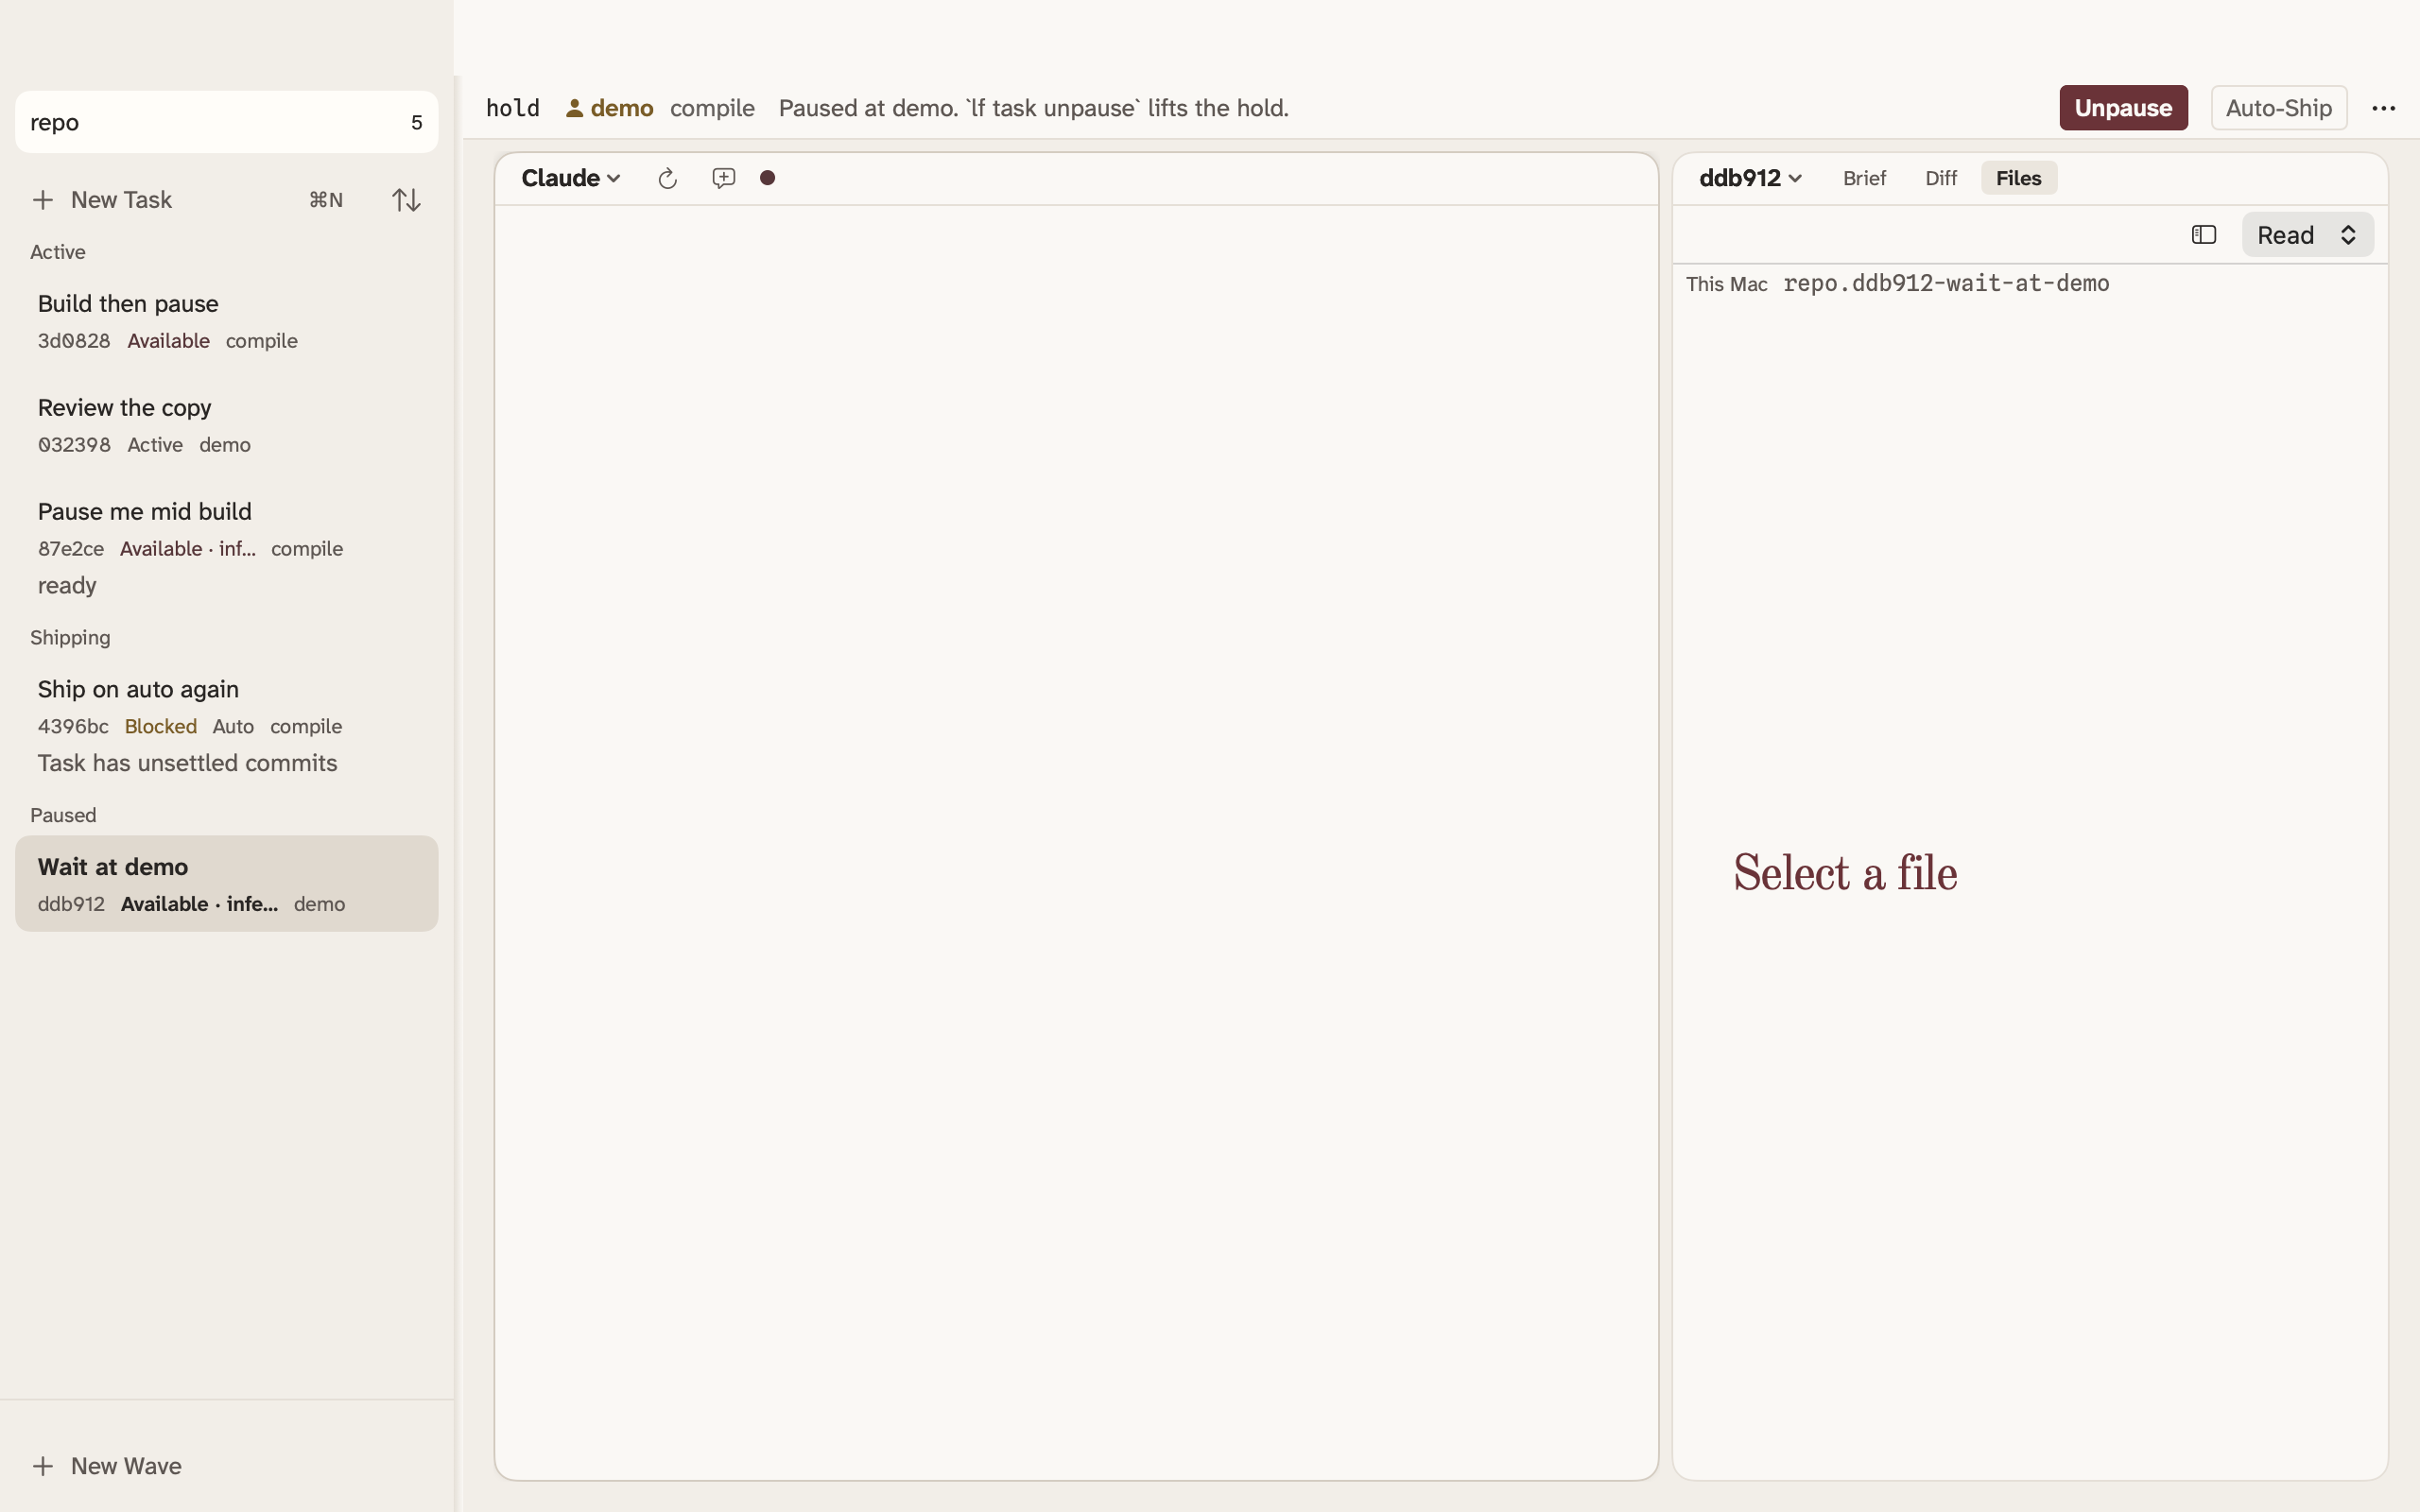 repo 5
New Task ⌘N
Active
Build then pause
3d0828 Available compile
Review the copy
032398 Active demo
Pause me mid build
87e2ce Available · inf... compile
ready
Shipping
Ship on auto again
4396bc Blocked Auto compile
Task has unsettled commits
Paused
Wait at demo
ddb912 Available · infe... demo
New Wave
hold demo compile Paused at demo. `lf task unpause` lifts the hold.
Unpause Auto-Ship
Claude
ddb912 Brief Diff Files
Read
This Mac repo.ddb912-wait-at-demo
Select a file